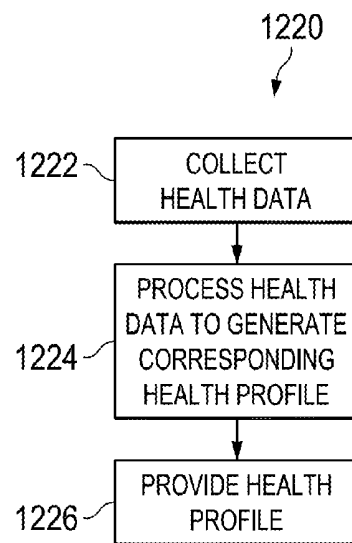 1220
1222
COLLECT
HEALTH DATA
1224
PROCESS HEALTH
DATA TO GENERATE
CORRESPONDING
HEALTH PROFILE
1226
PROVIDE HEALTH
PROFILE